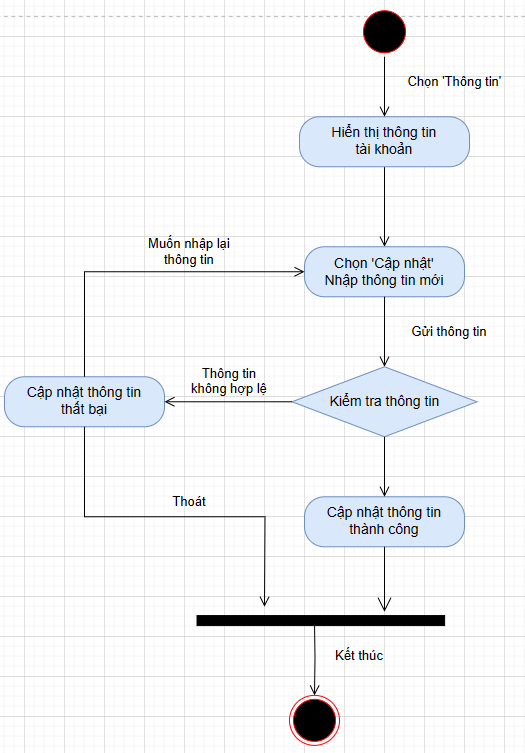 Chọn 'Thông tin'
Hiển thị thông tin
tài khoản
Muốn nhập lại
thông tin
Chọn 'Cập nhật'
Nhập thông tin mới
Gửi thông tin
Thông tin
không hợp lệ
Cập nhật thông tin
thất bại
Kiểm tra thông tin
Thoát
Cập nhật thông tin
thành công
Kết thúc